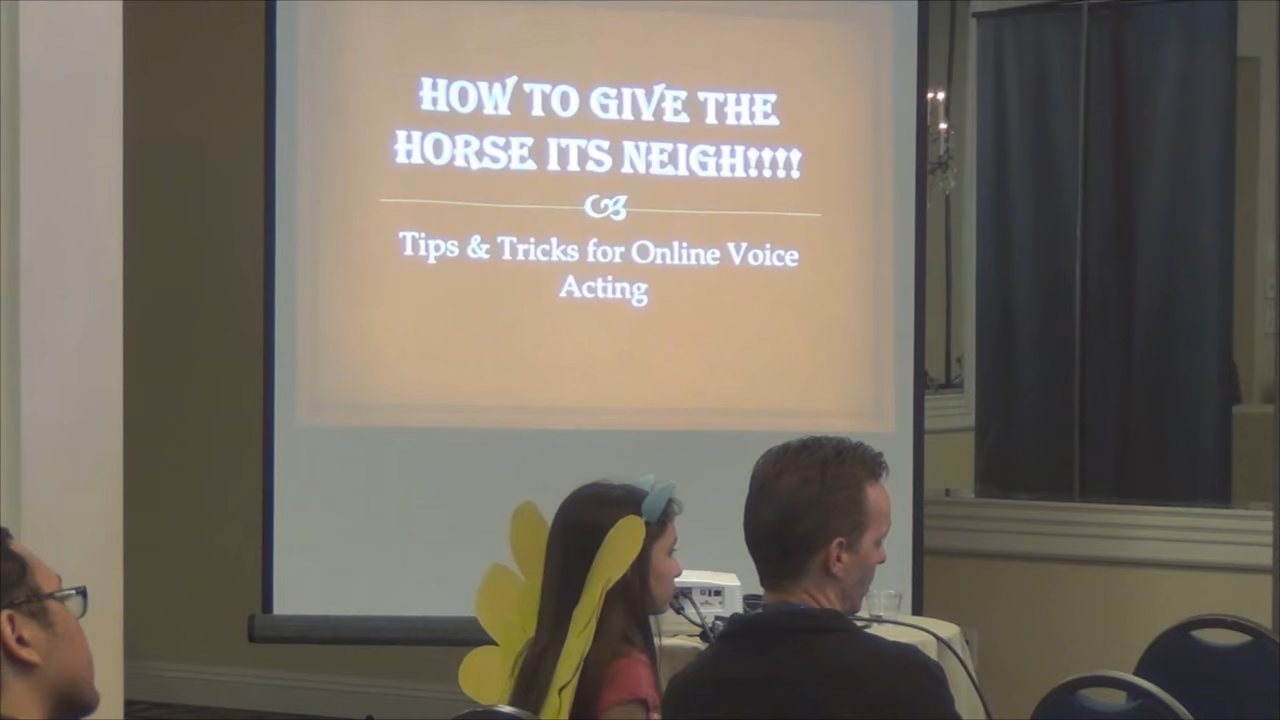 HOW TO GIVE THE
HORSE ITS NEIGH!!!!
Tips & Tricks for Online Voice
Acting